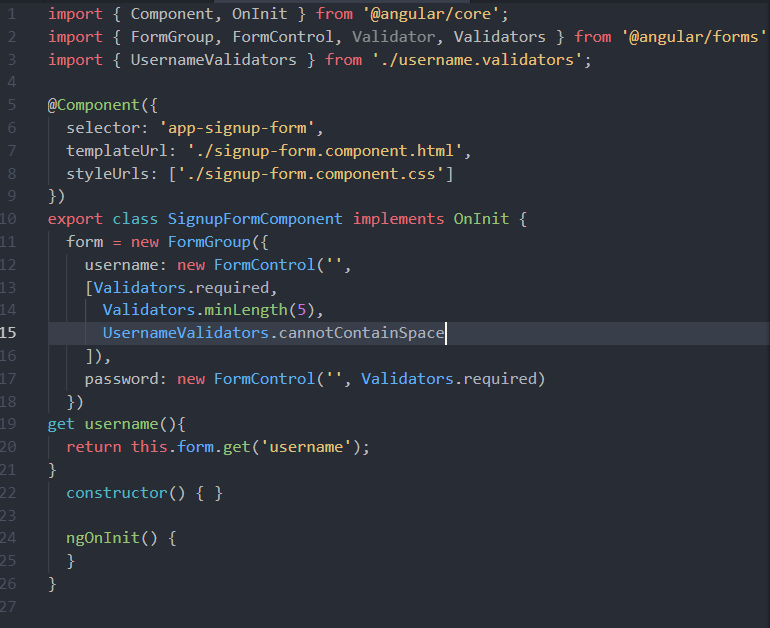 1 import { Component, OnInit } from '@angular/core';
2 import { FormGroup, FormControl, Validator, Validators } from '@angular/forms'
3 import { UsernameValidators } from './username.validators';
4
5 @Component({
6   selector: 'app-signup-form',
7   templateUrl: './signup-form.component.html',
8   styleUrls: ['./signup-form.component.css']
9 })
10 export class SignupFormComponent implements OnInit {
11   form = new FormGroup({
12     username: new FormControl('',
13     [Validators.required,
14       Validators.minLength(5),
15       UsernameValidators.cannotContainSpace
16     ]),
17     password: new FormControl('', Validators.required)
18   })
19 get username(){
20   return this.form.get('username');
21 }
22   constructor() { }
23
24   ngOnInit() {
25   }
26 }
27